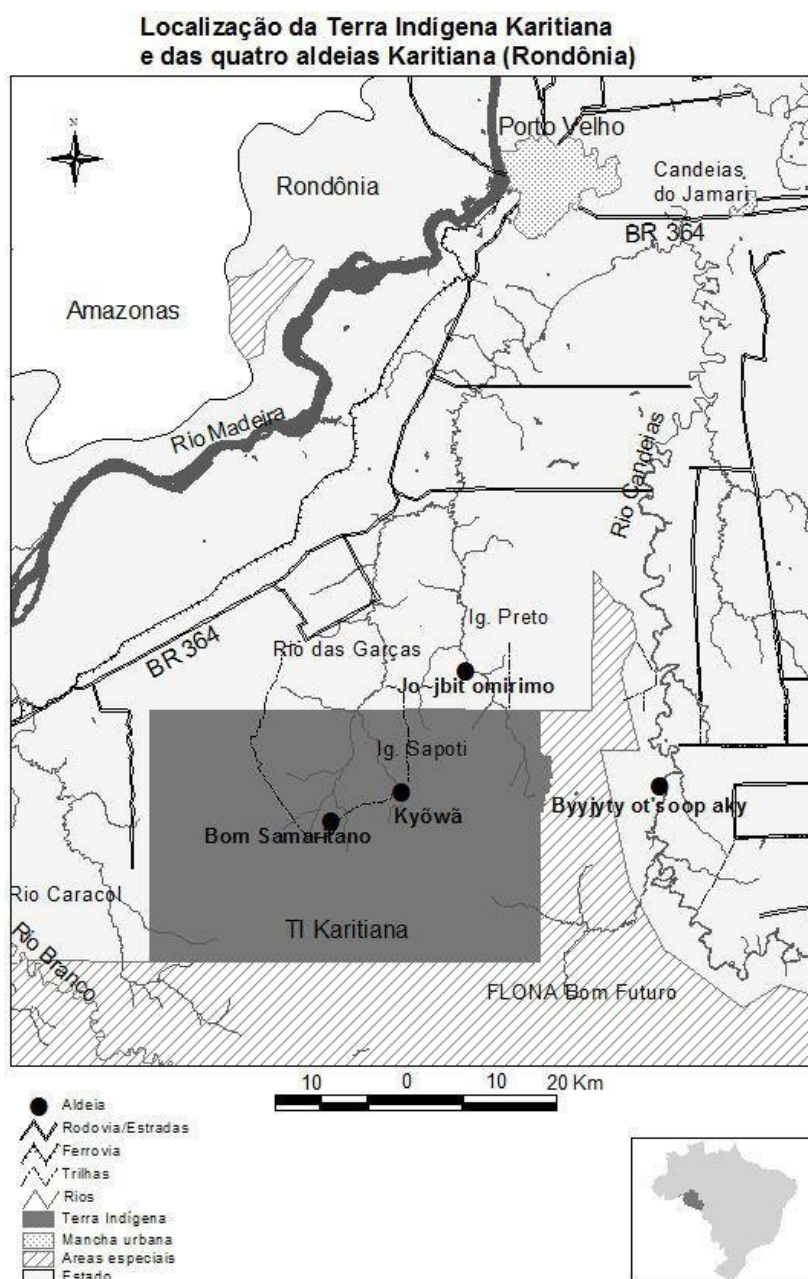 Localização da Terra Indígena Karitiana
e das quatro aldeias Karitiana (Rondônia)
N
Porto Velho
Rondônia
Candeias
do Jamari
BR 364
Amazonas
Rio Madeira
Rio Candeias
Ig. Preto
BR 364
Rio das Garças
~Jo~jbit omirimo
Ig. Sapoti
Kyõwã
Byyjyty ot'soop aky
Bom Samaritano
Rio Caracol
TI Karitiana
Rio Branco
FLONA Bom Futuro
10 0 10 20 Km
Aldeia
Rodovia/Estradas
Ferrovia
Trilhas
Rios
Terra Indígena
Mancha urbana
Areas especiais
Estado